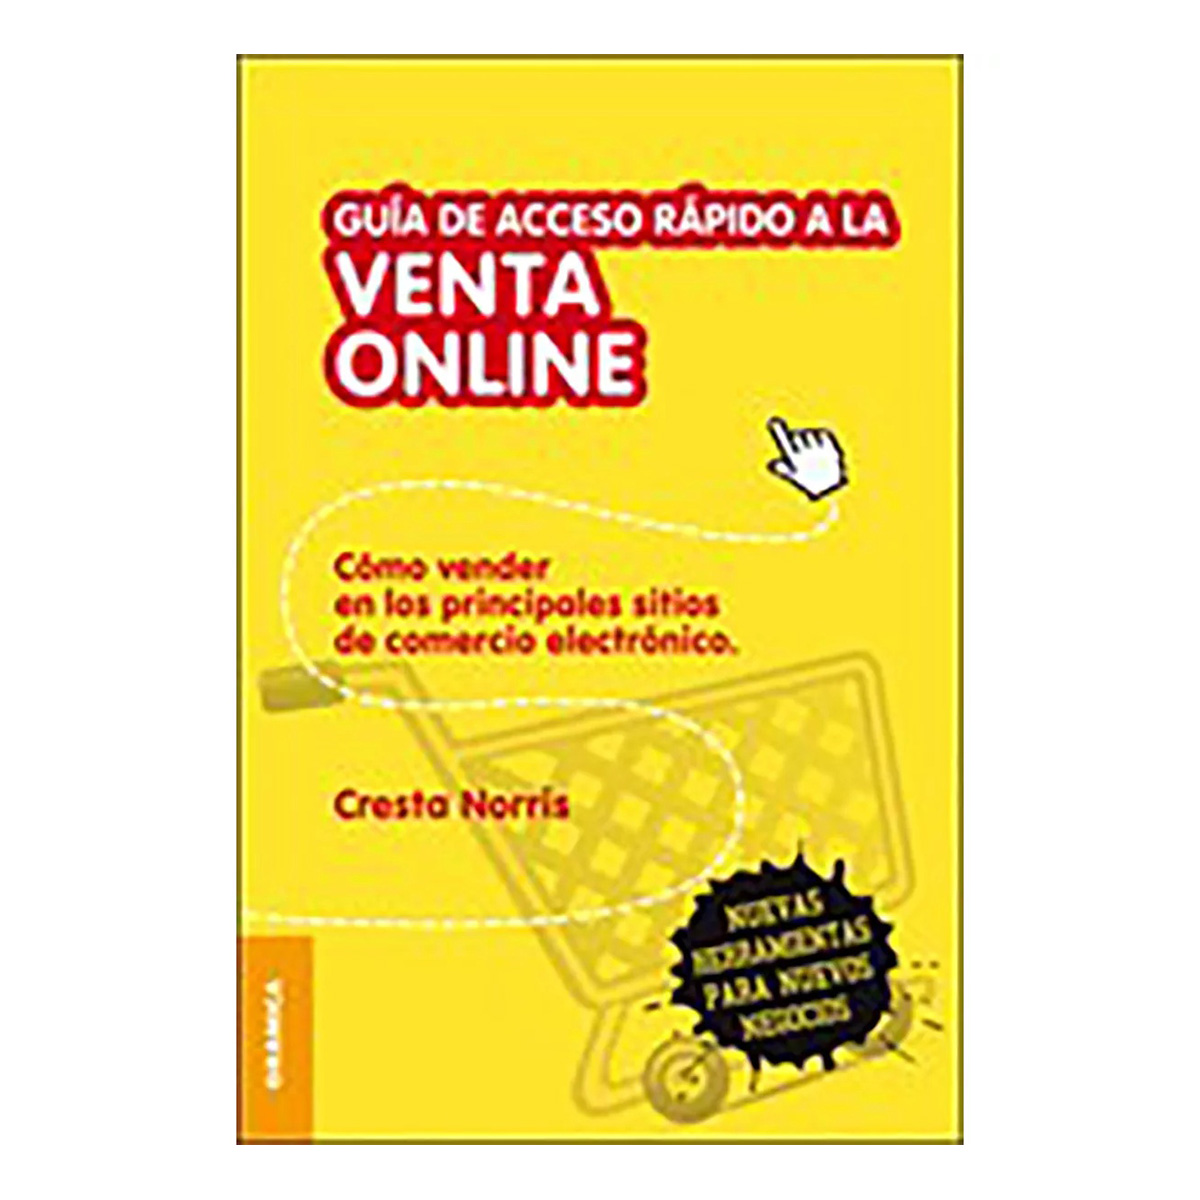 GUÍA DE ACCESO RÁPIDO A LA
VENTA
ONLINE
Cómo vender
en los principales sitios
de comercio electrónico.
Cresta Norris
NUEVAS
HERRAMIENTAS
PARA NUEVOS
NEGOCIOS
GRANICA